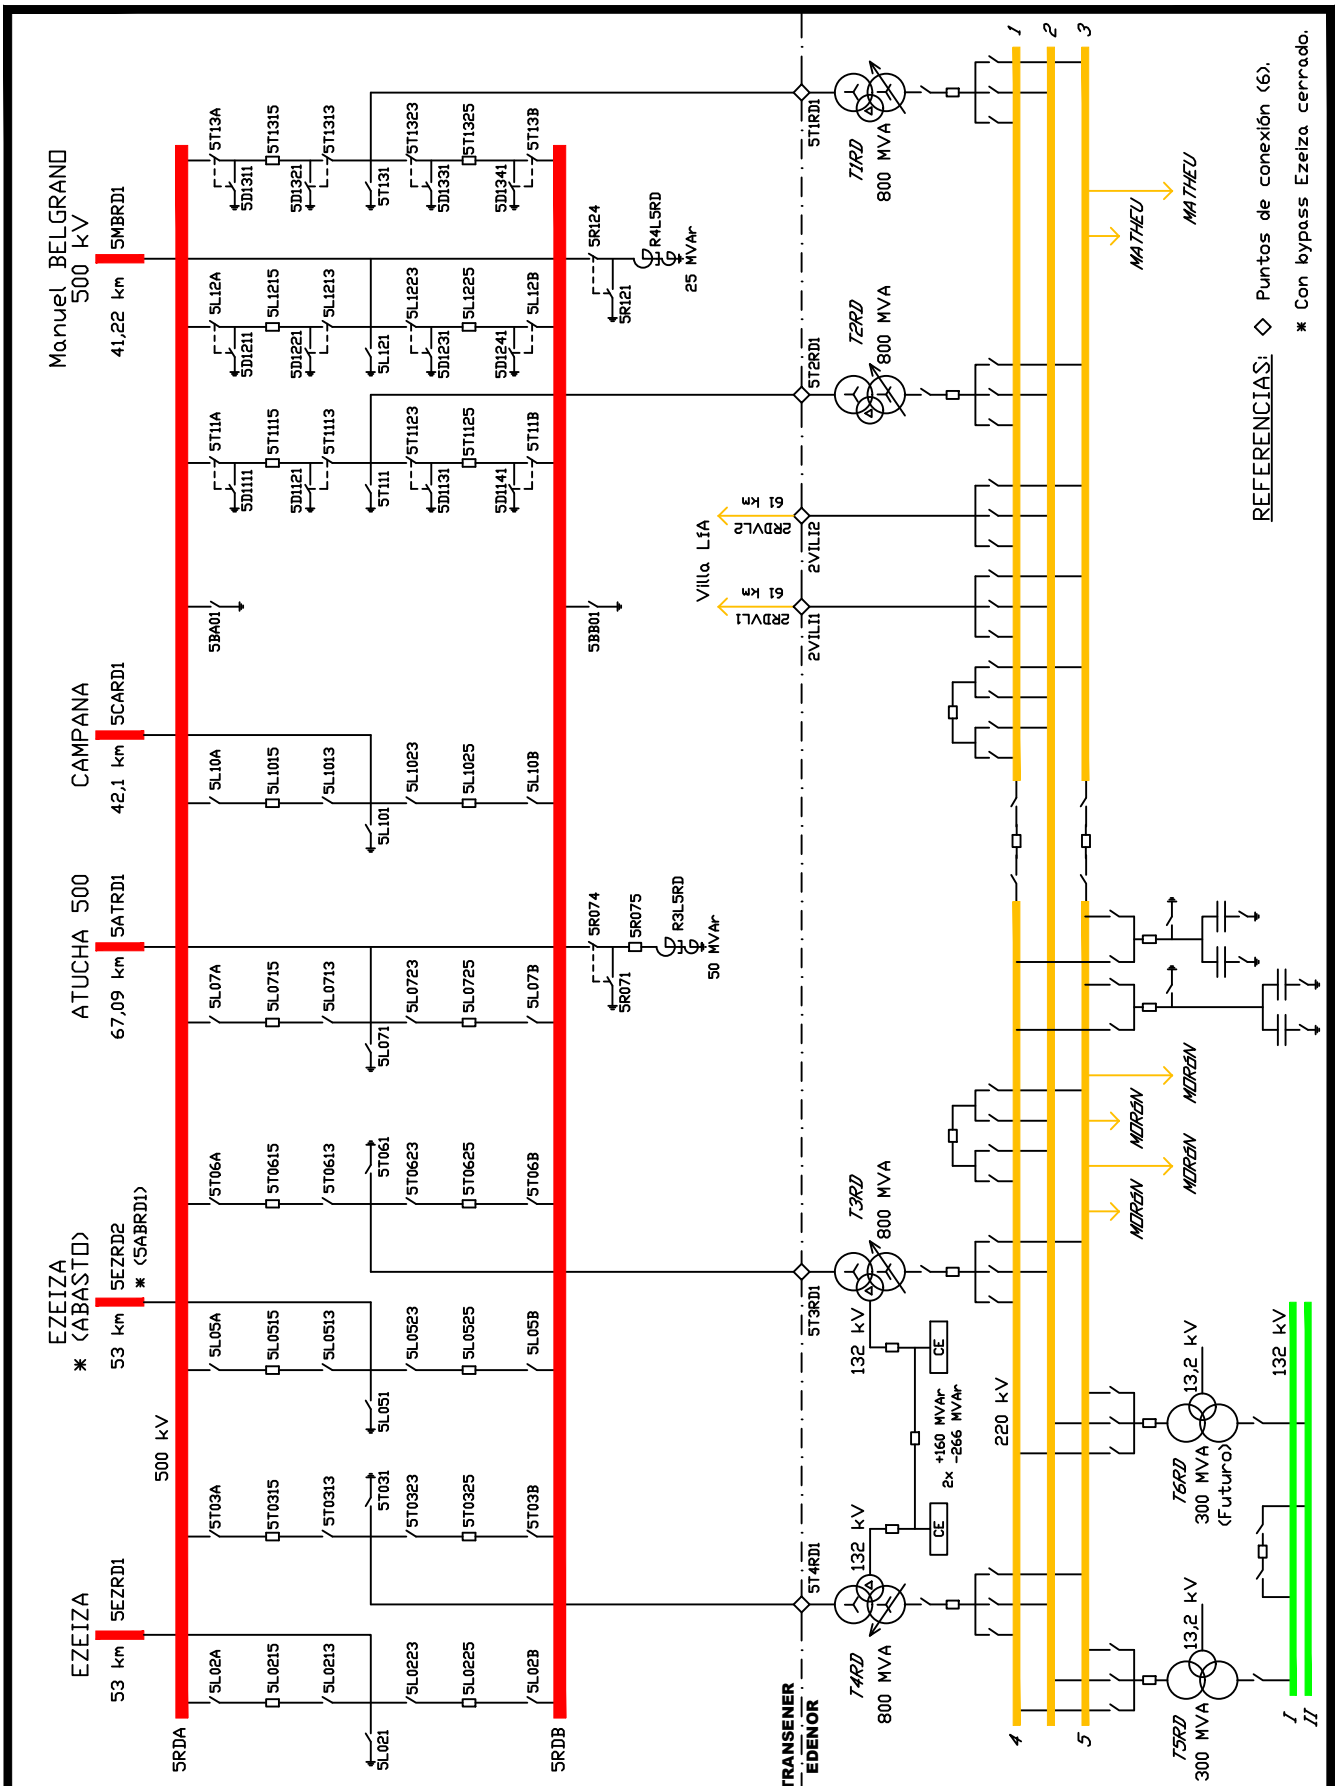 EZEIZA
53 km 5EZRD1
EZEIZA
* (ABASTO)
53 km 5EZRD2
* (5ABRD1)
ATUCHA 500
67,09 km 5ATRD1
CAMPANA
42,1 km 5CARD1
Manuel BELGRANO
500 kV
41,22 km 5MBRD1
500 kV
5RDA
5L02A
5L0215
5L0213
5L021
5L0223
5L0225
5L02B
5T03A
5T0315
5T0313
5T031
5T0323
5T0325
5T03B
5L05A
5L0515
5L0513
5L051
5L0523
5L0525
5L05B
5T06A
5T0615
5T0613
5T061
5T0623
5T0625
5T06B
5L07A
5L0715
5L0713
5L071
5L0723
5L0725
5L07B
5L10A
5L1015
5L1013
5L101
5L1023
5L1025
5L10B
5BA01
5BB01
5T11A
5D1111
5T1115
5D1121
5T1113
5T111
5T1123
5D1131
5T1125
5D1141
5T11B
5L12A
5D1211
5L1215
5D1221
5L1213
5L121
5L1223
5D1231
5L1225
5D1241
5L12B
5T13A
5D1311
5T1315
5D1321
5T1313
5T131
5T1323
5D1331
5T1325
5D1341
5T13B
5RDB
5R074
5R071
5R075
R3L5RD
50 MVAr
5R124
5R121
R4L5RD
25 MVAr
Villa Lía
2RDVL1
61 km
2RDVL2
61 km
TRANSENER
EDENOR
5T4RD1
5T3RD1
2VILI1
2VILI2
5T2RD1
5T1RD1
T4RD
800 MVA
132 kV
CE
2x +160 MVAr
-266 MVAr
132 kV
CE
T3RD
800 MVA
T2RD
800 MVA
T1RD
800 MVA
220 kV
4
5
1
2
3
MORGN
MORGN
MORGN
MORGN
MATHEU
MATHEU
T5RD
300 MVA
13,2 kV
T6RD
300 MVA
(Futuro)
13,2 kV
132 kV
I
II
REFERENCIAS: ◇ Puntos de conexión (6).
* Con bypass Ezeiza cerrado.